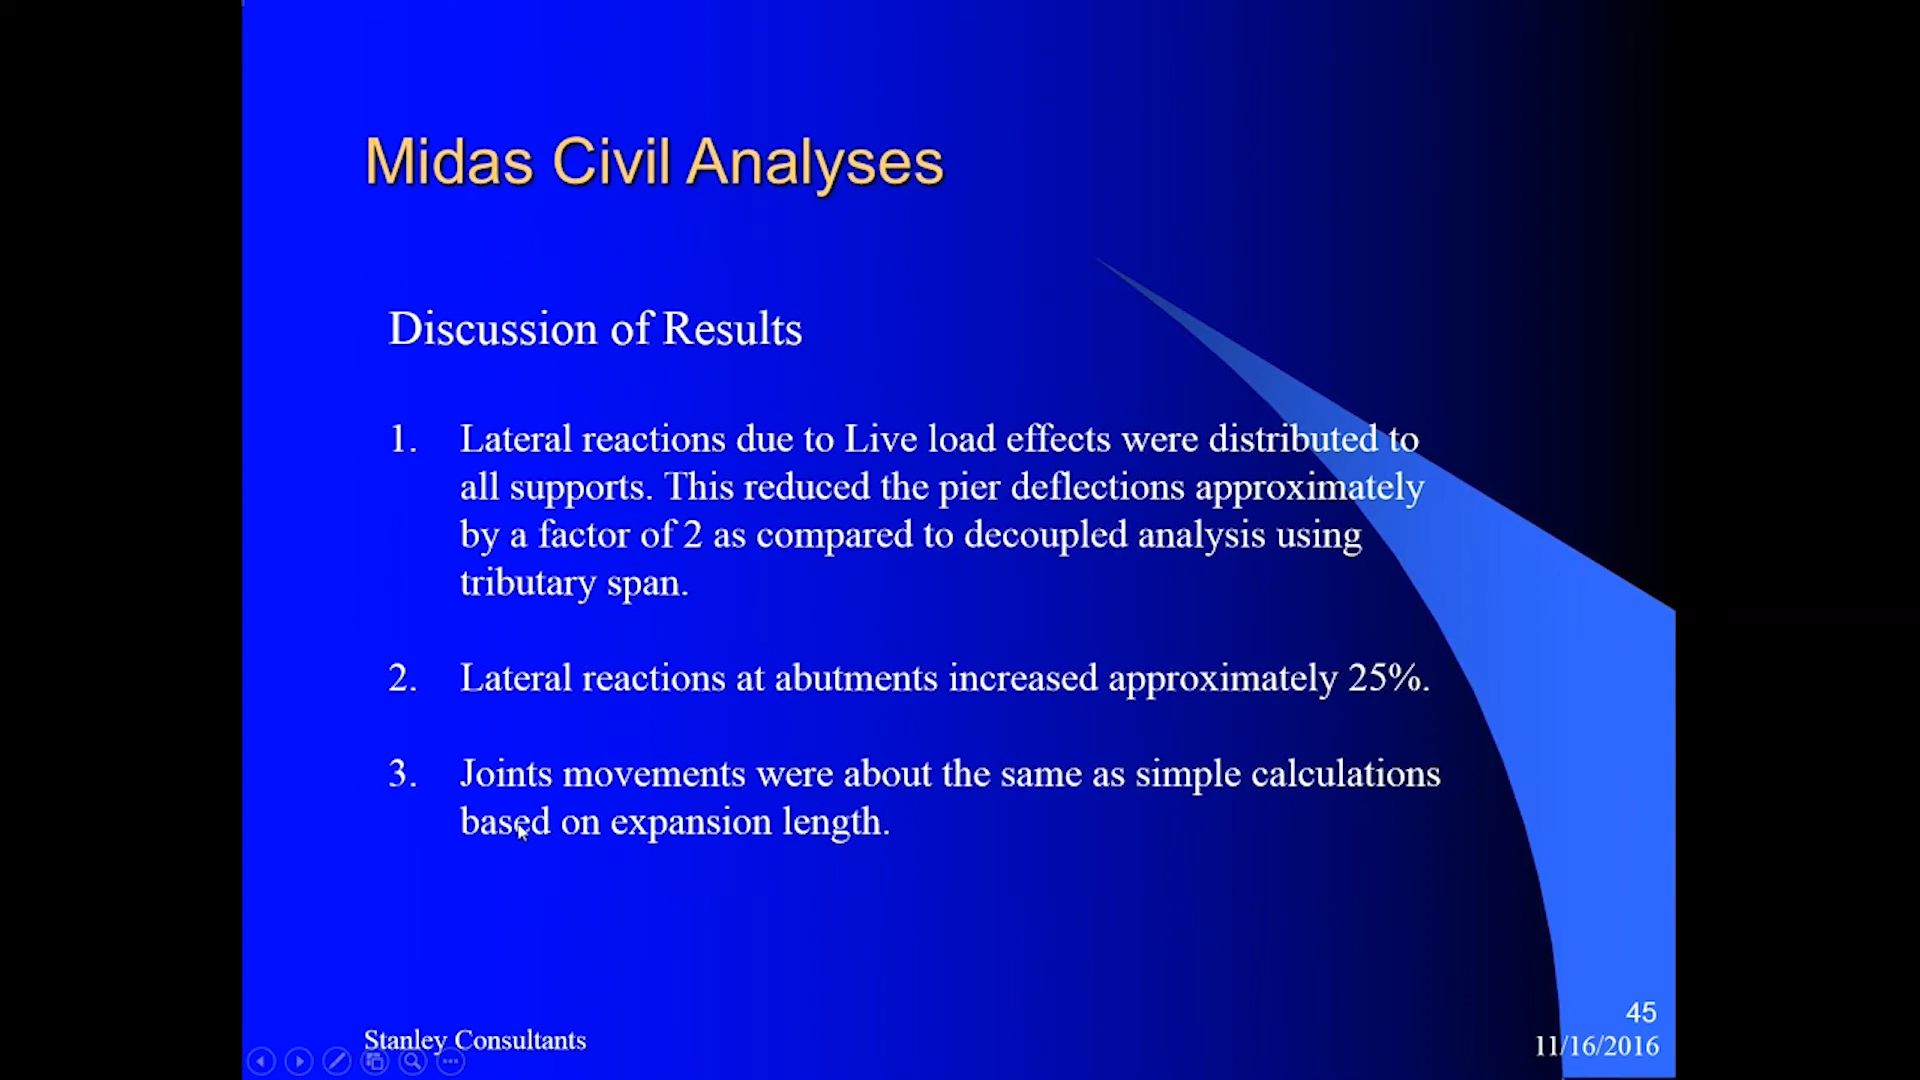 Midas Civil Analyses
Discussion of Results
1. Lateral reactions due to Live load effects were distributed to
all supports. This reduced the pier deflections approximately
by a factor of 2 as compared to decoupled analysis using
tributary span.
2. Lateral reactions at abutments increased approximately 25%.
3. Joints movements were about the same as simple calculations
based on expansion length.
45
Stanley Consultants
11/16/2016